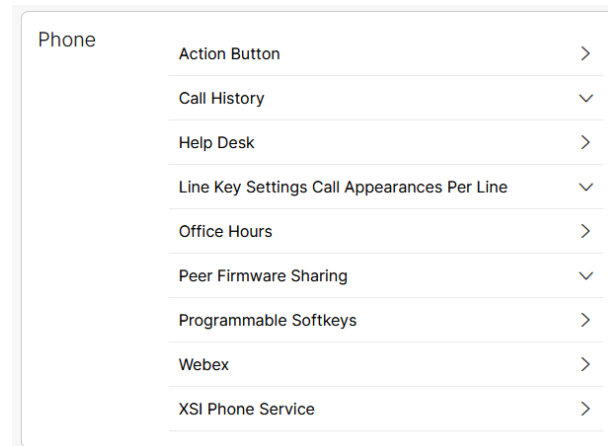 Phone
Action Button
Call History
Help Desk
Line Key Settings Call Appearances Per Line
Office Hours
Peer Firmware Sharing
Programmable Softkeys
Webex
XSI Phone Service